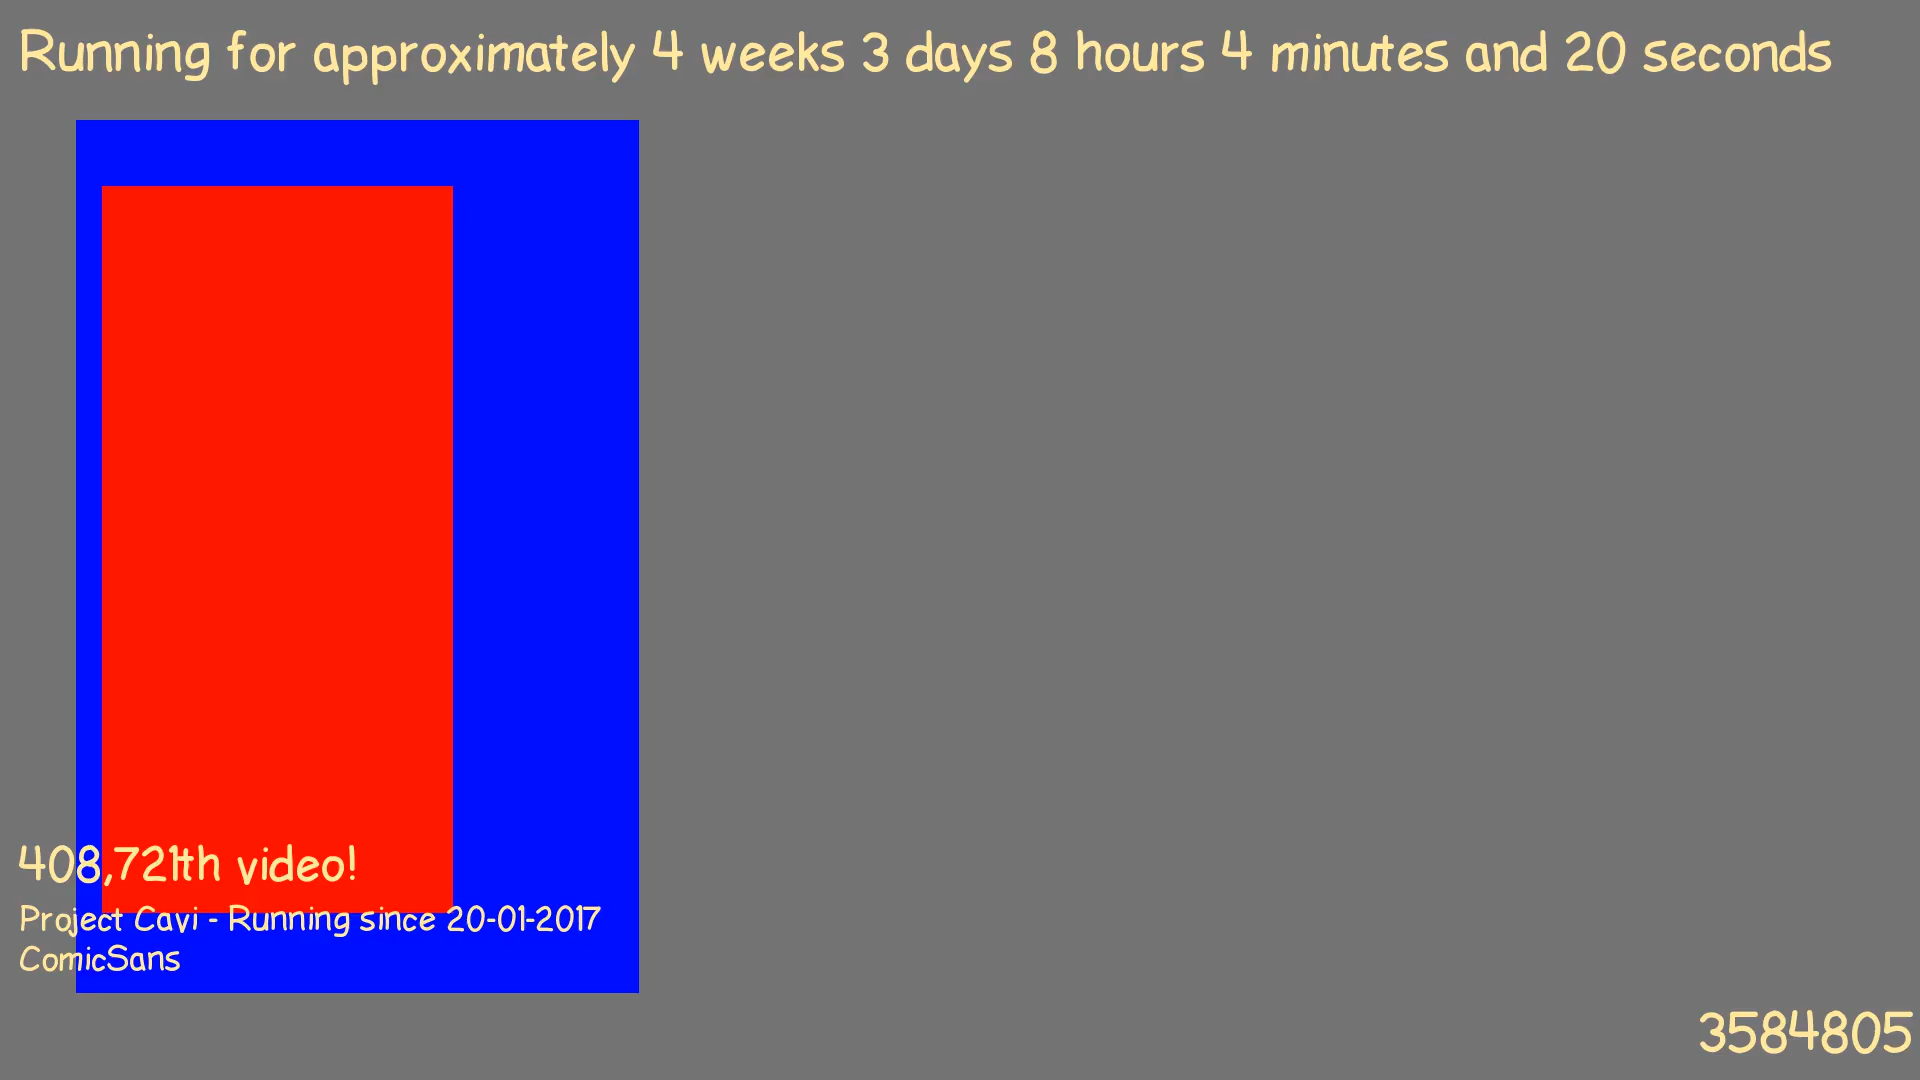 Running for approximately 4 weeks 3 days 8 hours 4 minutes and 20 seconds
408,721th video!
Project Cavi - Running since 20-01-2017
ComicSans
3584805